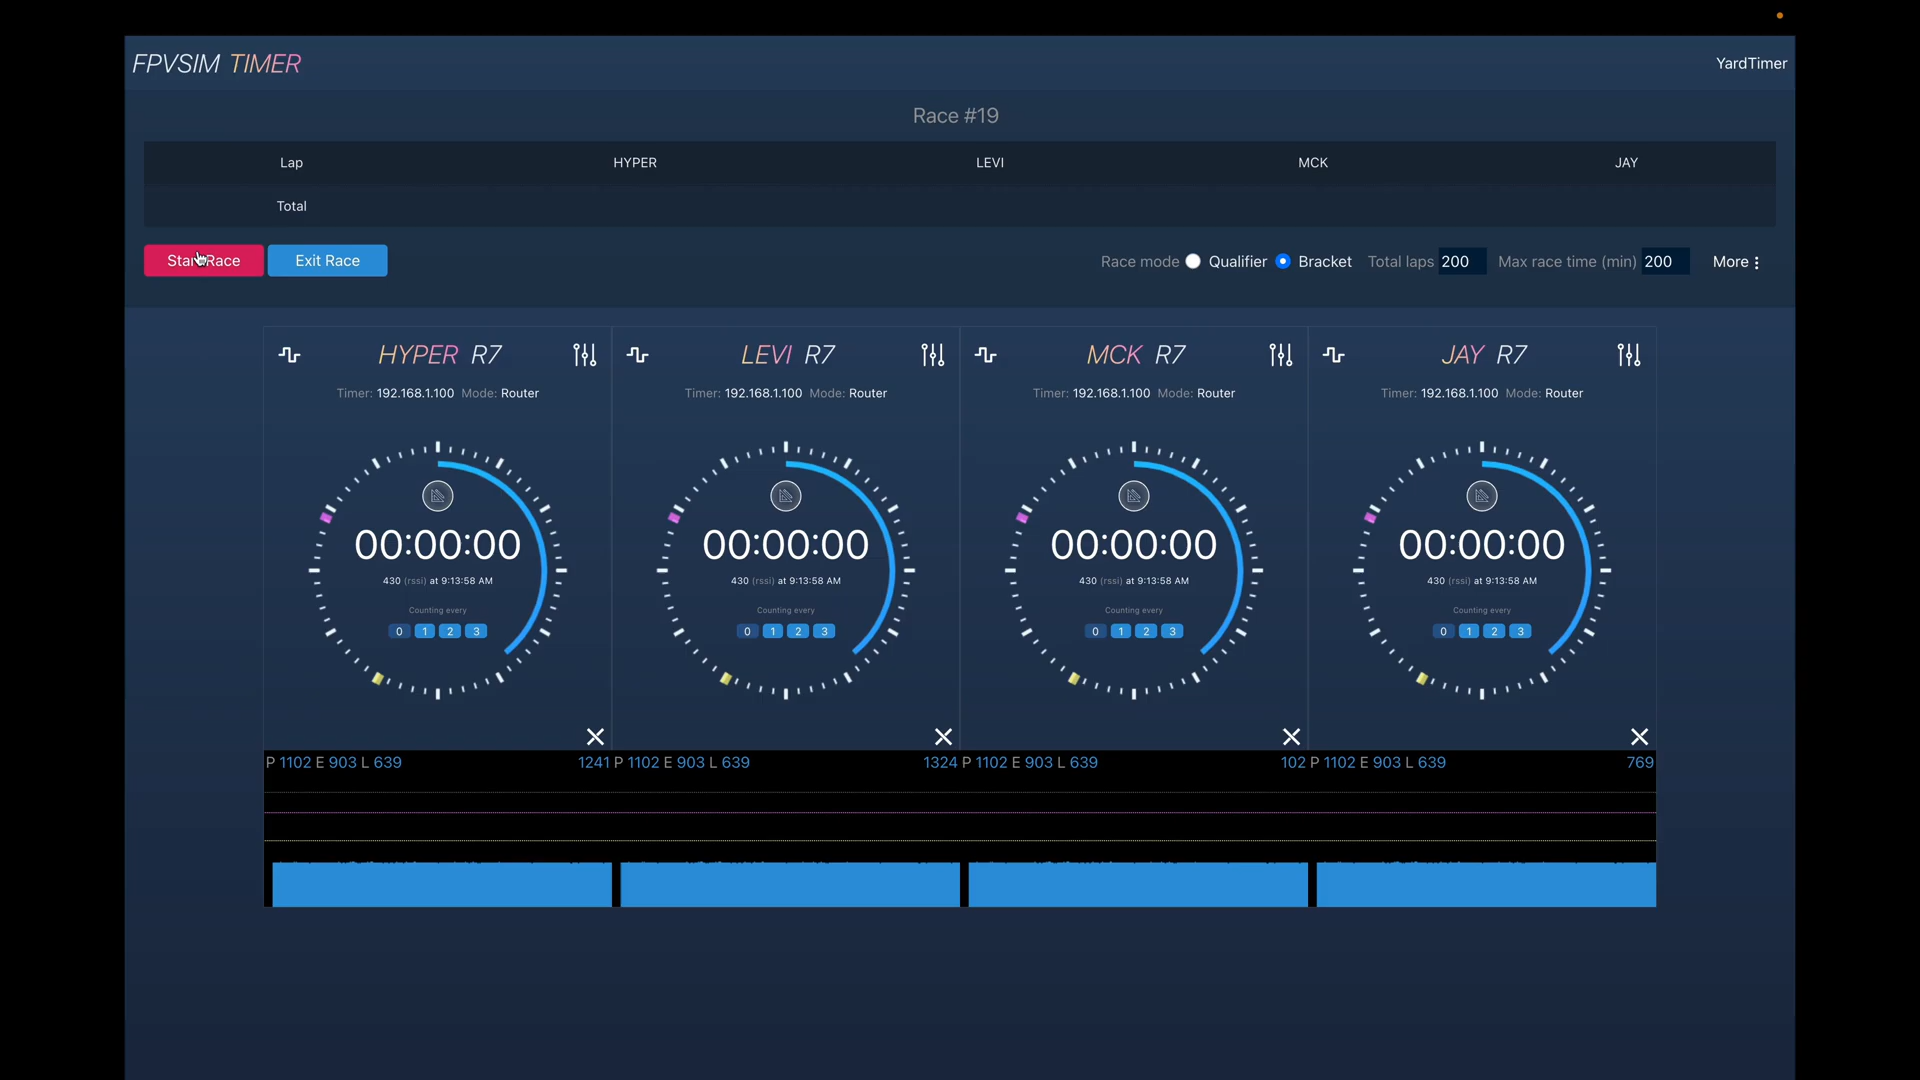 FPVSIM TIMER
YardTimer
Race #19
Lap HYPER LEVI MCK JAY
Total
Start Race Exit Race Race mode Qualifier Bracket Total laps 200 Max race time (min) 200 More
HYPER R7 LEVI R7 MCK R7 JAY R7
Timer: 192.168.1.100 Mode: Router Timer: 192.168.1.100 Mode: Router Timer: 192.168.1.100 Mode: Router Timer: 192.168.1.100 Mode: Router
00:00:00 00:00:00 00:00:00 00:00:00
430 (rssi) at 9:13:58 AM 430 (rssi) at 9:13:58 AM 430 (rssi) at 9:13:58 AM 430 (rssi) at 9:13:58 AM
Counting every Counting every Counting every Counting every
0 1 2 3 0 1 2 3 0 1 2 3 0 1 2 3
P 1102 E 903 L 639 1241 P 1102 E 903 L 639 1324 P 1102 E 903 L 639 102 P 1102 E 903 L 639 769